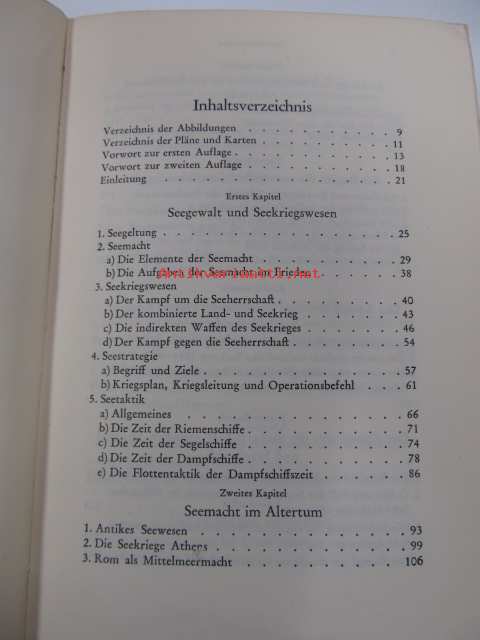 Inhaltsverzeichnis
Verzeichnis der Abbildungen . . . . . . . . . . . . 9
Verzeichnis der Pläne und Karten . . . . . . . . . . 11
Vorwort zur ersten Auflage . . . . . . . . . . . . 13
Vorwort zur zweiten Auflage . . . . . . . . . . . 18
Einleitung . . . . . . . . . . . . . . . . 21
Erstes Kapitel
Seegewalt und Seekriegswesen
1. Seegeltung . . . . . . . . . . . . . . . 25
2. Seemacht
a) Die Elemente der Seemacht . . . . . . . . . . 29
b) Die Aufgaben der Seemacht im Frieden . . . . . . 38
3. Seekriegswesen
a) Der Kampf um die Seeherrschaft . . . . . . . . 40
b) Der kombinierte Land- und Seekrieg . . . . . . . 43
c) Die indirekten Waffen des Seekrieges . . . . . . . 46
d) Der Kampf gegen die Seeherrschaft . . . . . . . . 54
4. Seestrategie
a) Begriff und Ziele . . . . . . . . . . . . . 57
b) Kriegsplan, Kriegsleitung und Operationsbefehl . . . 61
5. Seetaktik
a) Allgemeines . . . . . . . . . . . . . . 66
b) Die Zeit der Riemenschiffe . . . . . . . . . . 71
c) Die Zeit der Segelschiffe . . . . . . . . . . . 74
d) Die Zeit der Dampfschiffe . . . . . . . . . . 78
e) Die Flottentaktik der Dampfschiffszeit . . . . . . 86
Zweites Kapitel
Seemacht im Altertum
1. Antikes Seewesen . . . . . . . . . . . . . 93
2. Die Seekriege Athens . . . . . . . . . . . . 99
3. Rom als Mittelmeermacht . . . . . . . . . . . 106